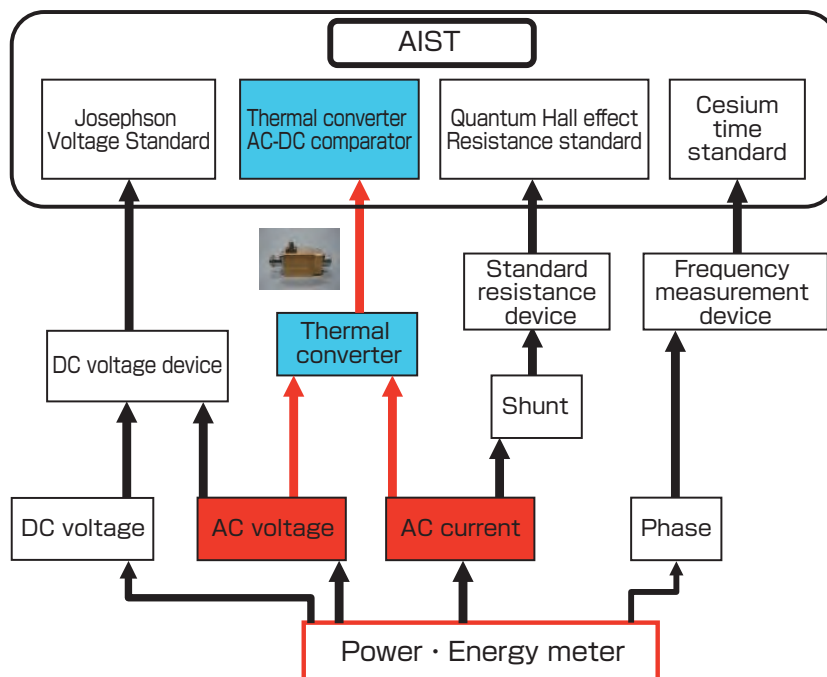 AIST
Josephson
Voltage Standard
Thermal converter
AC-DC comparator
Quantum Hall effect
Resistance standard
Cesium
time
standard
Standard
resistance
device
Frequency
measurement
device
Thermal
converter
DC voltage device
Shunt
DC voltage
AC voltage
AC current
Phase
Power・Energy meter